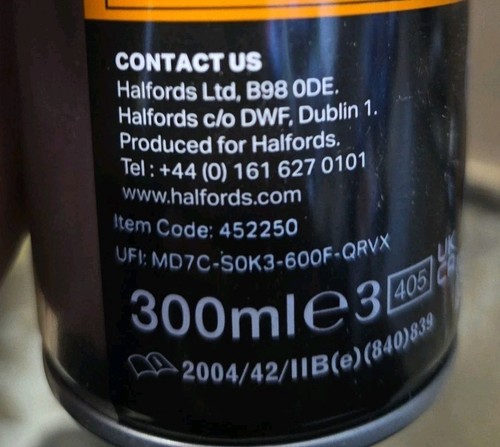 CONTACT US
Halfords Ltd, B98 0DE.
Halfords c/o DWF, Dublin 1.
Produced for Halfords.
Tel : +44 (0) 161 627 0101
www.halfords.com
Item Code: 452250
UFI: MD7C-S0K3-600F-QRVX
300ml e 3 405 UK CA
2004/42/IIB(e)(840)839